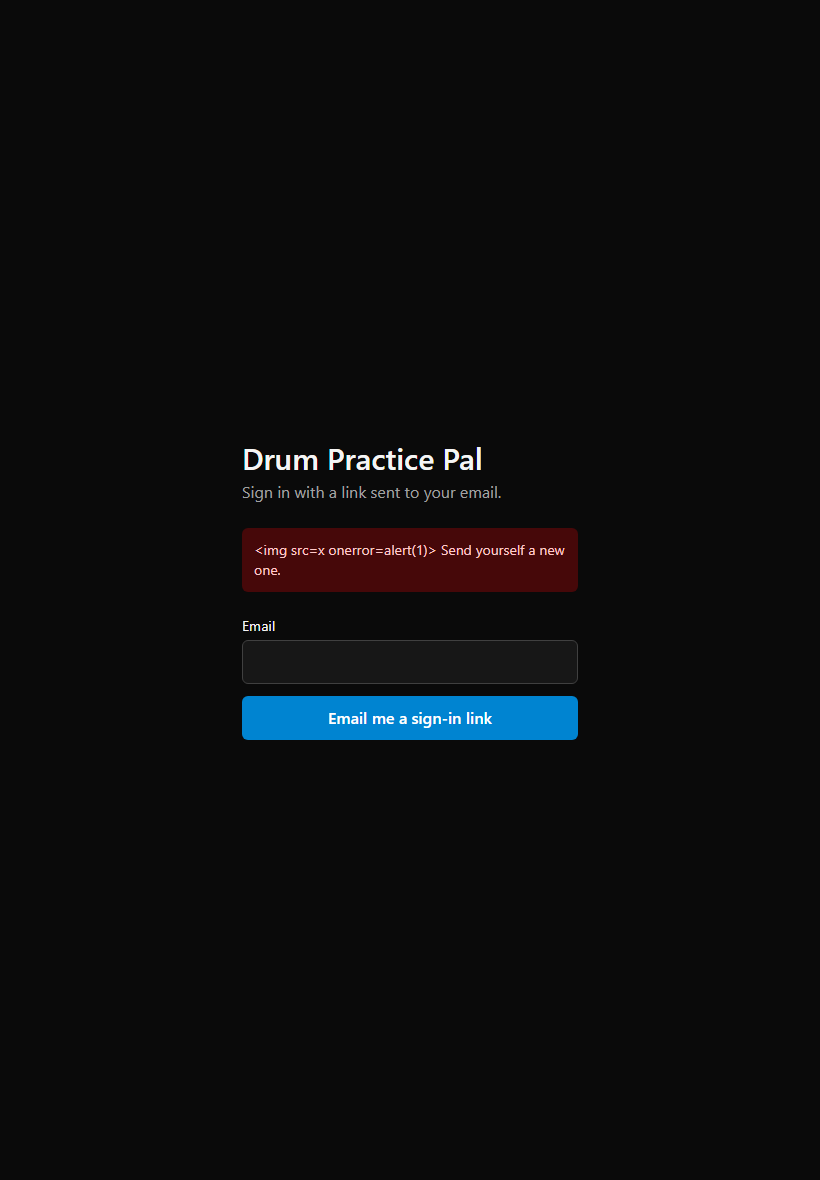 Drum Practice Pal
Sign in with a link sent to your email.
<img src=x onerror=alert(1)> Send yourself a new
one.
Email
Email me a sign-in link